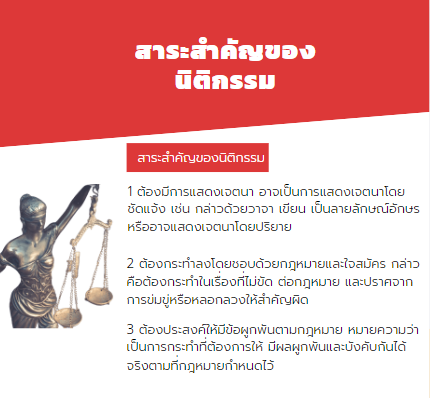 สาระสำคัญของ
นิติกรรม
สาระสำคัญของนิติกรรม
1 ต้องมีการแสดงเจตนา อาจเป็นการแสดงเจตนาโดย
ชัดแจ้ง เช่น กล่าวด้วยวาจา เขียน เป็นลายลักษณ์อักษร
หรืออาจแสดงเจตนาโดยปริยาย
2 ต้องกระทำลงโดยชอบด้วยกฎหมายและใจสมัคร กล่าว
คือต้องกระทำในเรื่องที่ไม่ขัด ต่อกฎหมาย และปราศจาก
การข่มขู่หรือหลอกลวงให้สำคัญผิด
3 ต้องประสงค์ให้มีข้อผูกพันตามกฎหมาย หมายความว่า
เป็นการกระทำที่ต้องการให้ มีผลผูกพันและบังคับกันได้
จริงตามที่กฎหมายกำหนดไว้